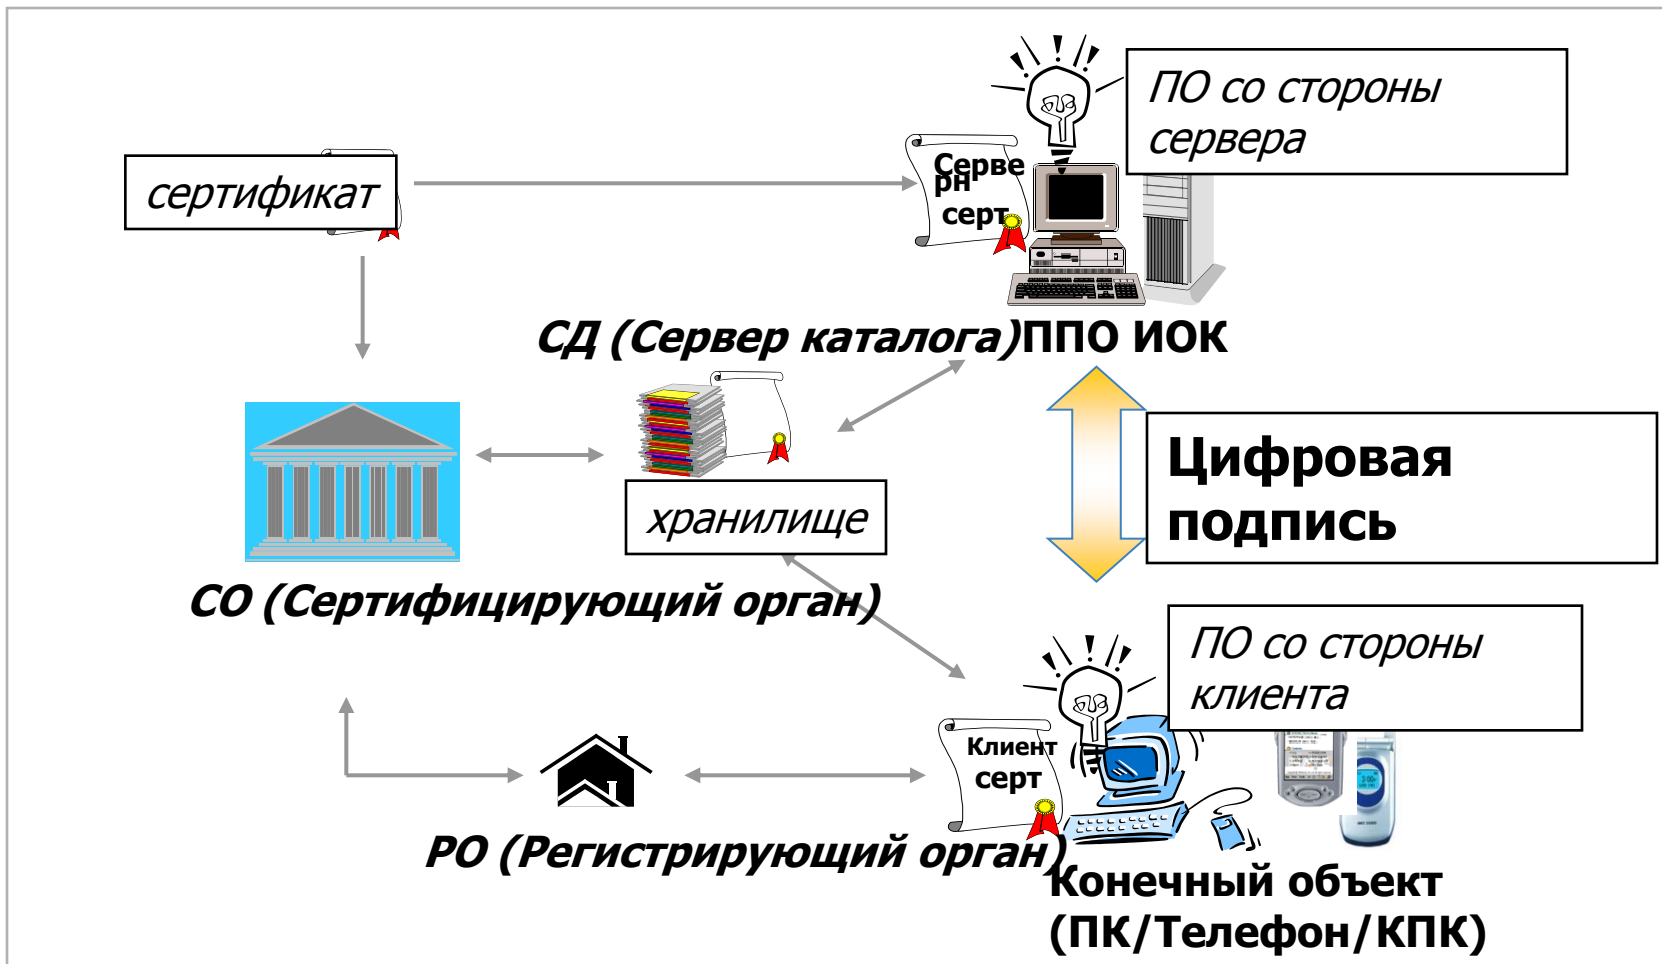 ПО со стороны
сервера
Серве
рн
серт
сертификат
СД (Сервер каталога)
ППО ИОК
Цифровая
подпись
хранилище
СО (Сертифицирующий орган)
ПО со стороны
клиента
Клиент
серт
РО (Регистрирующий орган)
Конечный объект
(ПК/Телефон/КПК)